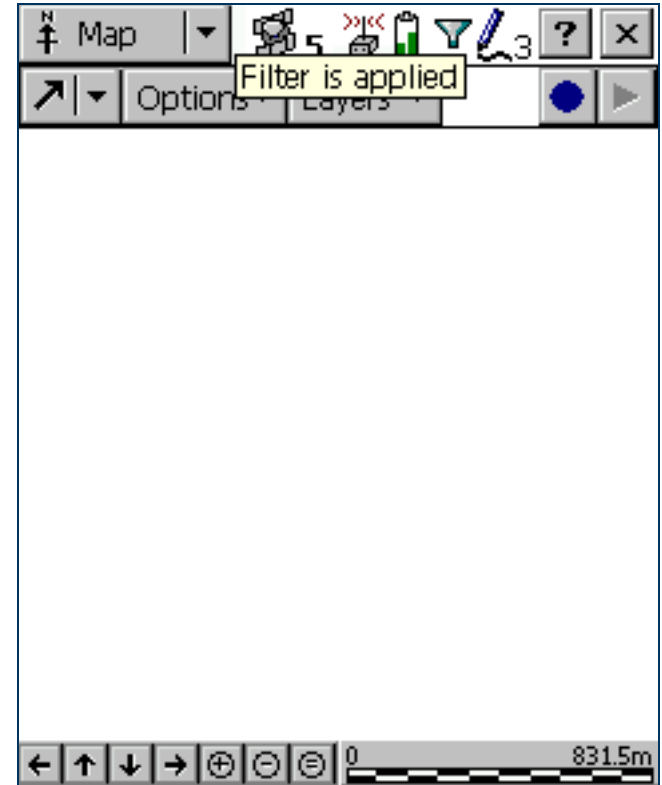 N
Map 5 3 ?
Filter is applied
Options Layers
0 831.5m